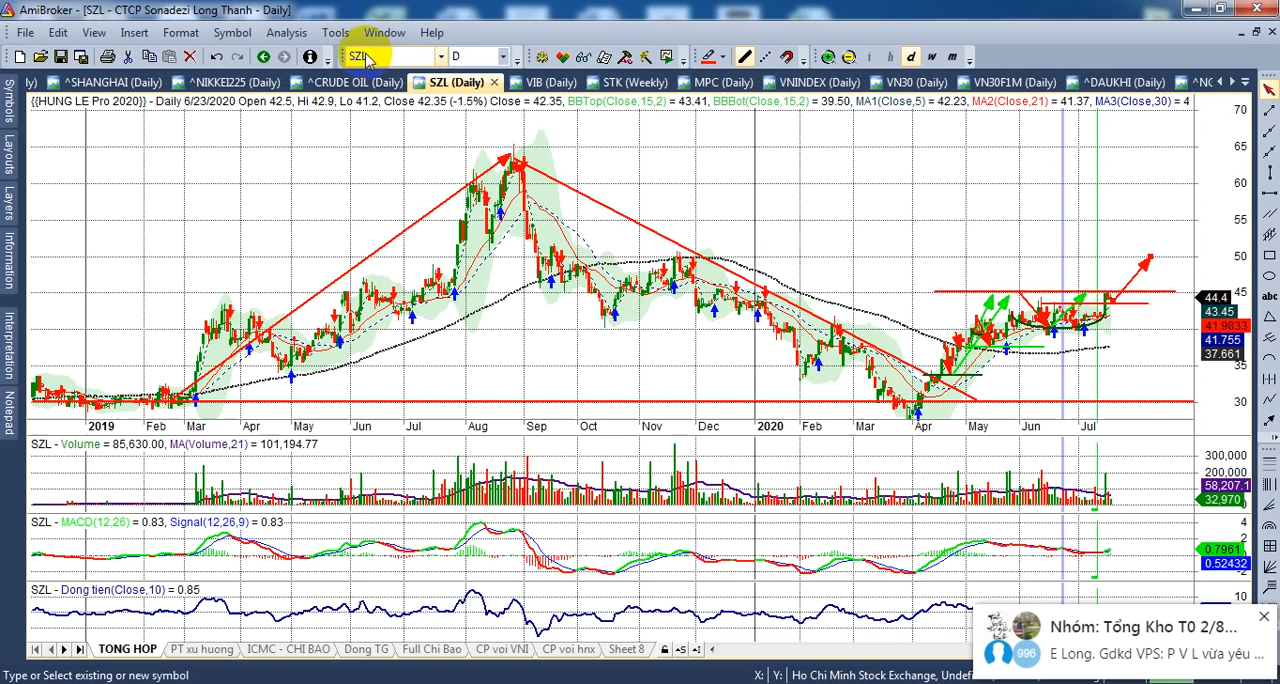 AmiBroker - [SZL - CTCP Sonadezi Long Thanh - Daily]
File Edit View Insert Format Symbol Analysis Tools Window Help
SZL D i d w m
ly) ^SHANGHAI (Daily) ^NIKKEI225 (Daily) ^CRUDE OIL (Daily) SZL (Daily) VIB (Daily) STK (Weekly) MPC (Daily) VNINDEX (Daily) VN30 (Daily) VN30F1M (Daily) ^DAUKHI (Daily) ^NC
{{HUNG LE Pro 2020}} - Daily 6/23/2020 Open 42.5, Hi 42.9, Lo 41.2, Close 42.35 (-1.5%) Close = 42.35, BBTop(Close,15,2) = 43.41, BBBot(Close,15,2) = 39.50, MA1(Close,5) = 42.23, MA2(Close,21) = 41.37, MA3(Close,30) = 4
Symbols
Layouts
Layers
Information
Interpretation
Notepad
70
65
60
55
50
45
44.4
43.45
41.9833
41.755
37.661
35
30
2019 Mar Apr May Jun Jul Aug Sep Oct Nov Dec 2020 Feb Mar Apr May Jun Jul
abc
SZL - Volume = 85,630.00, MA(Volume,21) = 101,194.77
300,000
200,000
58,207.1
32,970
SZL - MACD(12,26) = 0.83, Signal(12,26,9) = 0.83
4
2
0.7961
0.52432
-2
SZL - Dong tien(Close,10) = 0.85
10
Nhóm: Tổng Kho T0 2/8...
996 E Long. Gdkd VPS: P V L vừa yêu ...
TONG HOP PT xu huong ICMC - CHI BAO Dong TG Full Chi Bao CP voi VNI CP voi hnx Sheet 8
Type or Select existing or new symbol X: Y: Ho Chi Minh Stock Exchange, Undef